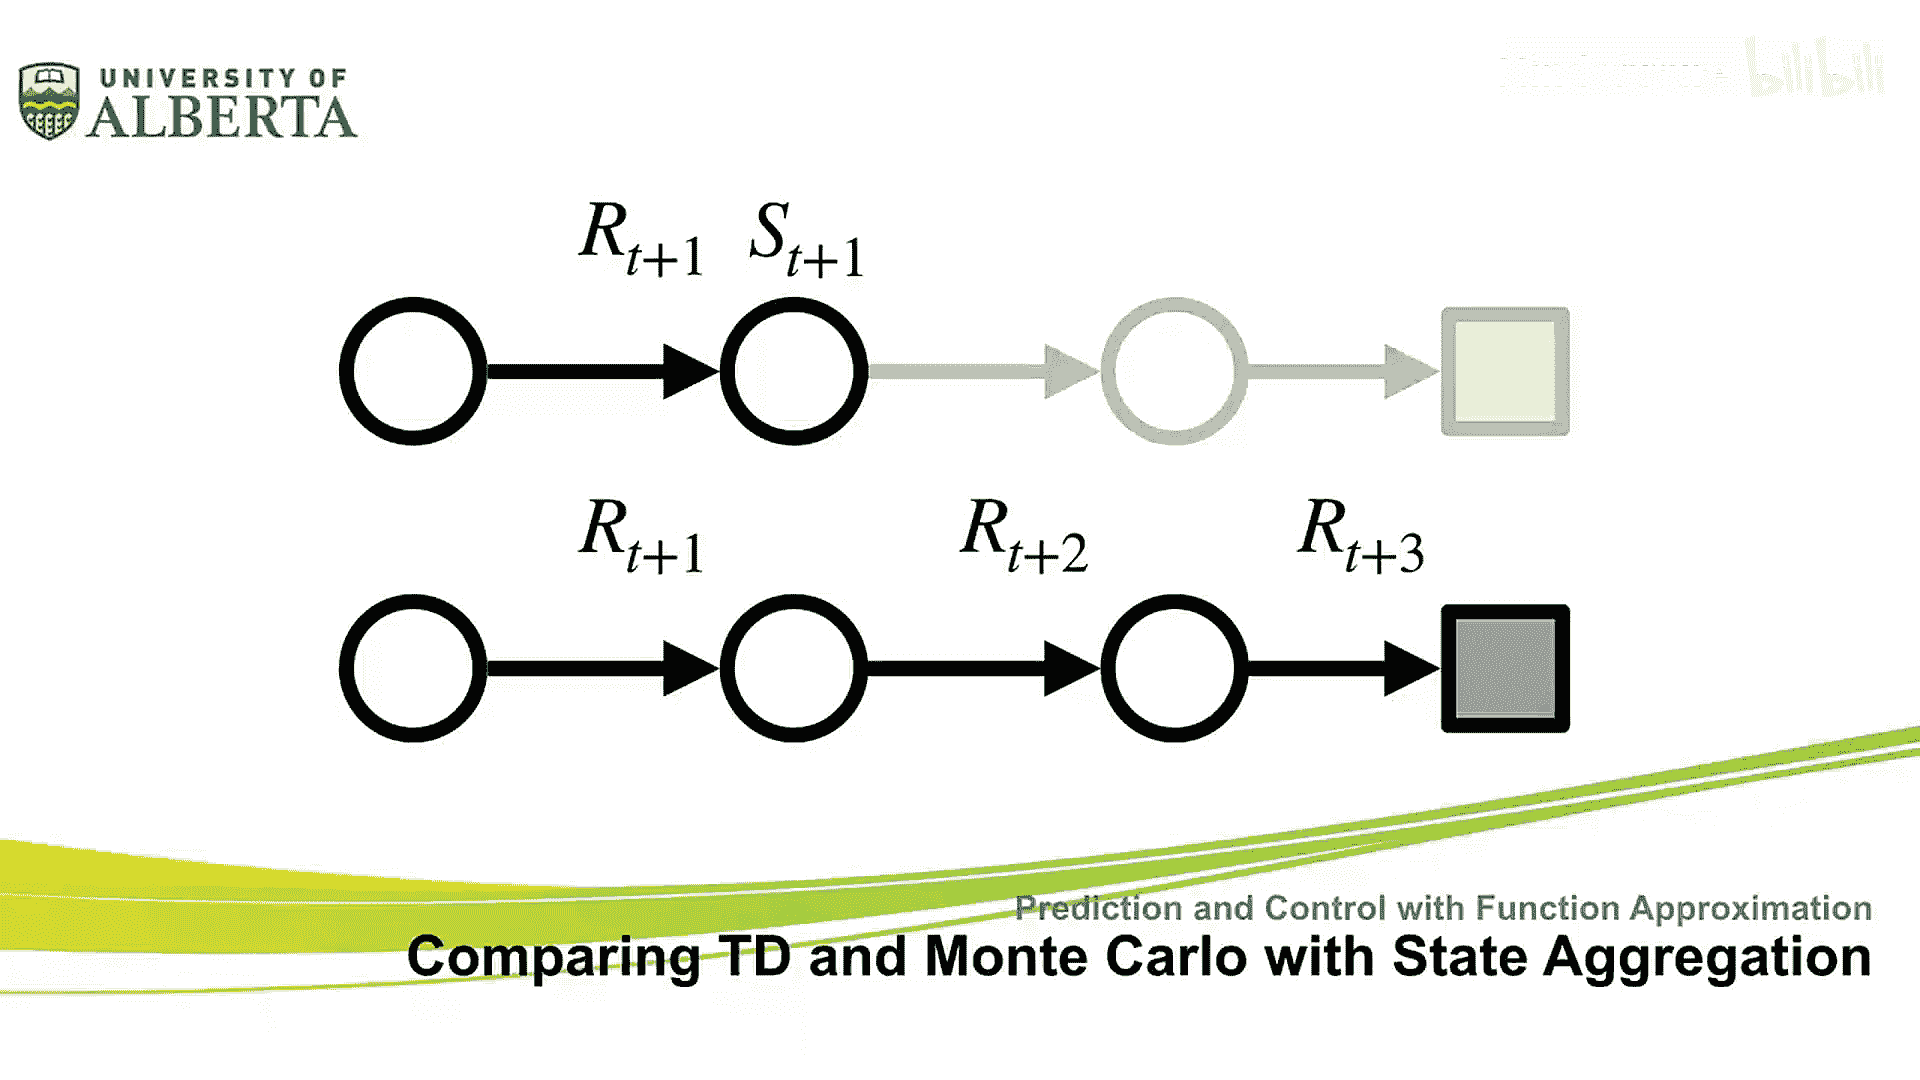 UNIVERSITY OF
ALBERTA
bilibili
R_{t+1} S_{t+1}
R_{t+1} R_{t+2} R_{t+3}
Prediction and Control with Function Approximation
Comparing TD and Monte Carlo with State Aggregation